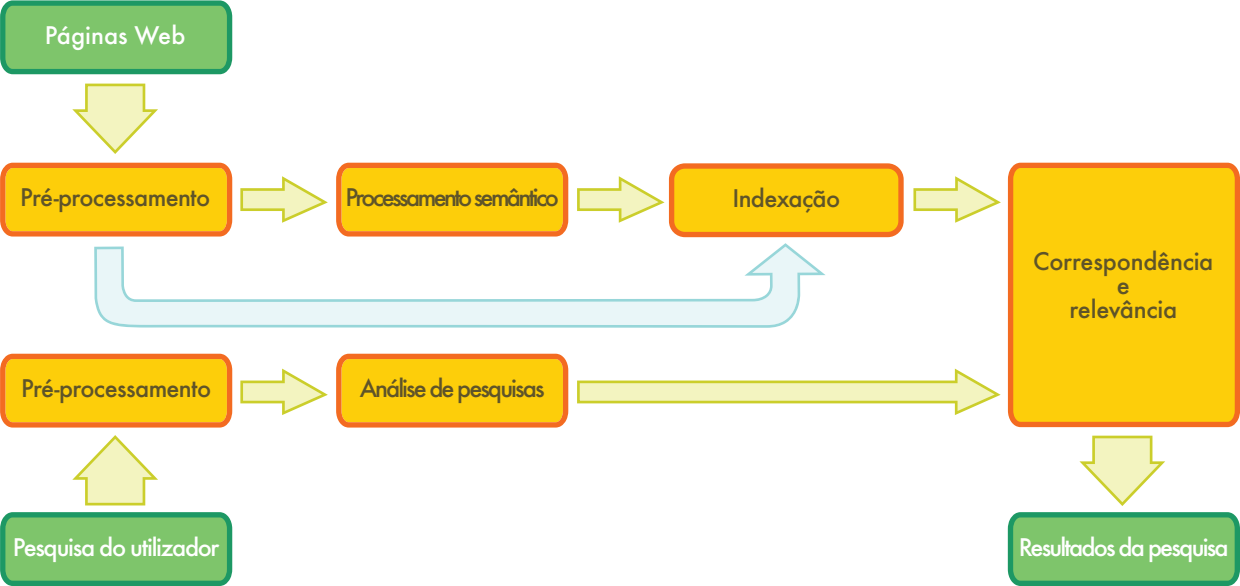 Páginas Web
Pré-processamento
Processamento semântico
Indexação
Correspondência
e
relevância
Pré-processamento
Análise de pesquisas
Pesquisa do utilizador
Resultados da pesquisa